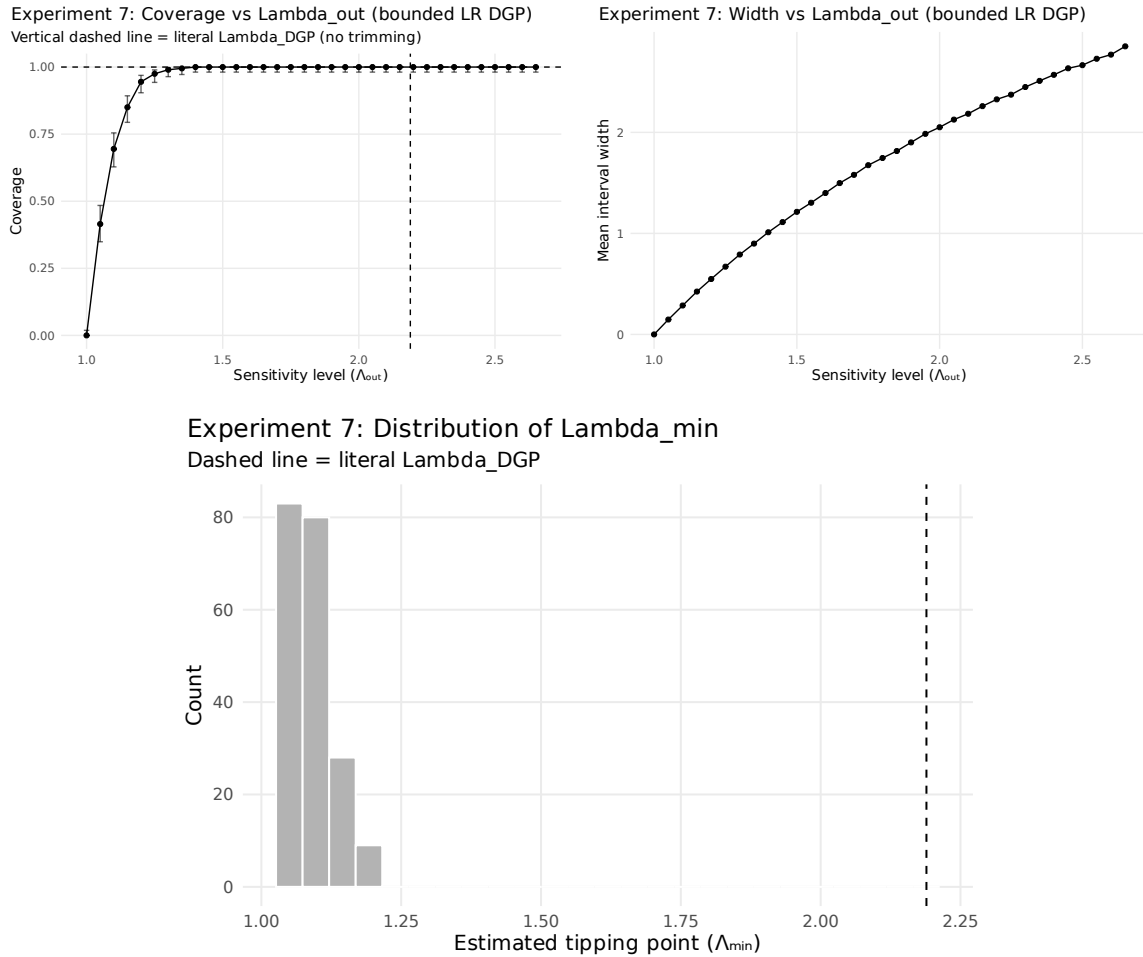 Experiment 7: Coverage vs Lambda_out (bounded LR DGP)
Vertical dashed line = literal Lambda_DGP (no trimming)
1.00
0.75
0.50
0.25
0.00
Coverage
1.0
1.5
2.0
2.5
Sensitivity level (Λout)
Experiment 7: Width vs Lambda_out (bounded LR DGP)
2
1
0
Mean interval width
1.0
1.5
2.0
2.5
Sensitivity level (Λout)
Experiment 7: Distribution of Lambda_min
Dashed line = literal Lambda_DGP
80
60
40
20
0
Count
1.00
1.25
1.50
1.75
2.00
2.25
Estimated tipping point (Λmin)